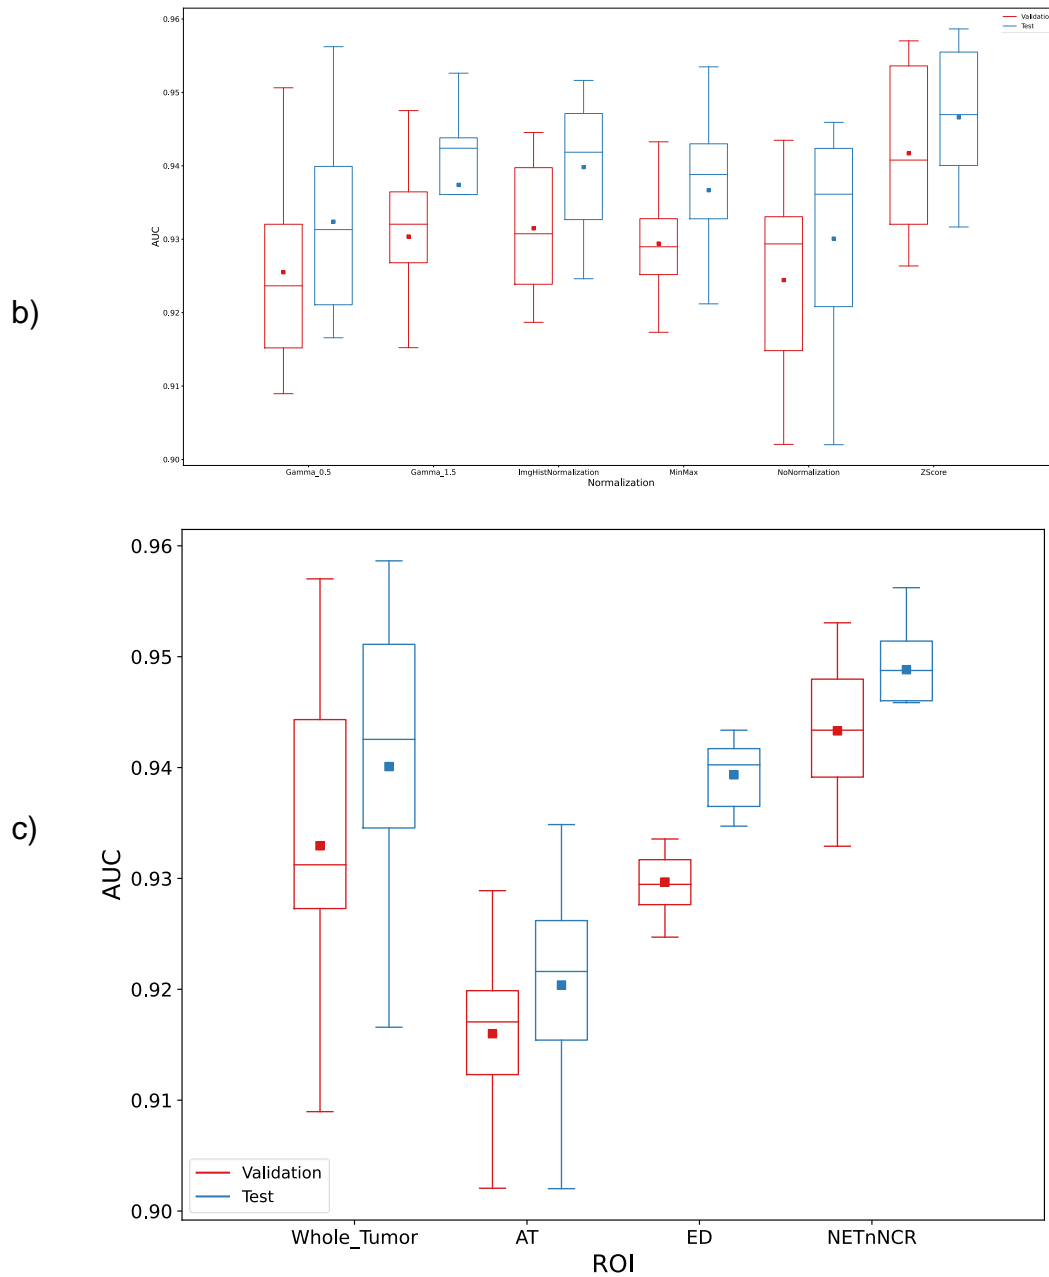 b)
AUC
0.96
0.95
0.94
0.93
0.92
0.91
0.90
Validation
Test
Gamma_0.5 Gamma_1.5 ImgHistNormalization MinMax NoNormalization ZScore
Normalization
c)
AUC
0.96
0.95
0.94
0.93
0.92
0.91
0.90
Validation
Test
Whole_Tumor AT ED NETnNCR
ROI